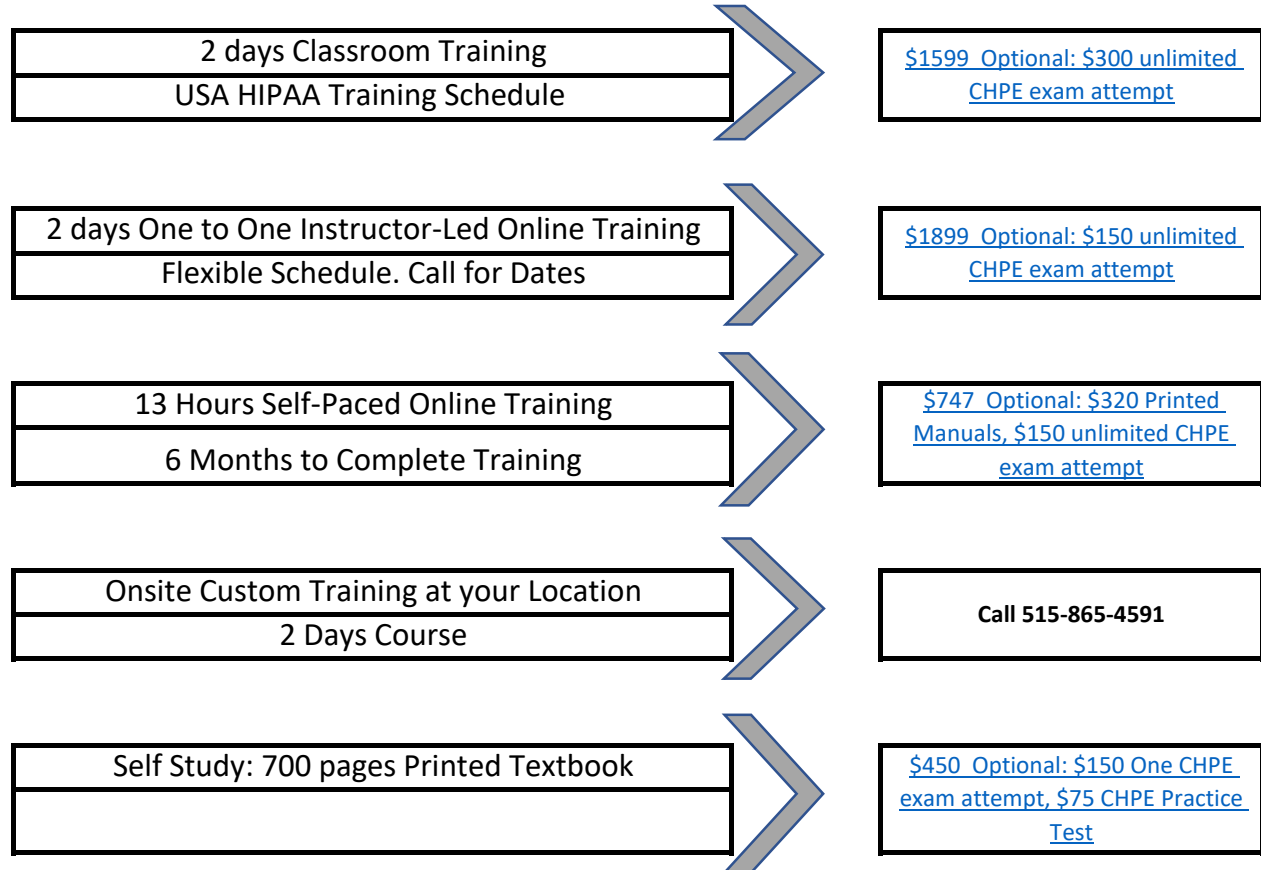 2 days Classroom Training
USA HIPAA Training Schedule
$1599  Optional: $300 unlimited
CHPE exam attempt
2 days One to One Instructor-Led Online Training
Flexible Schedule. Call for Dates
$1899  Optional: $150 unlimited
CHPE exam attempt
13 Hours Self-Paced Online Training
6 Months to Complete Training
$747  Optional: $320 Printed
Manuals, $150 unlimited CHPE
exam attempt
Onsite Custom Training at your Location
2 Days Course
Call 515-865-4591
Self Study: 700 pages Printed Textbook
$450  Optional: $150 One CHPE
exam attempt, $75 CHPE Practice
Test